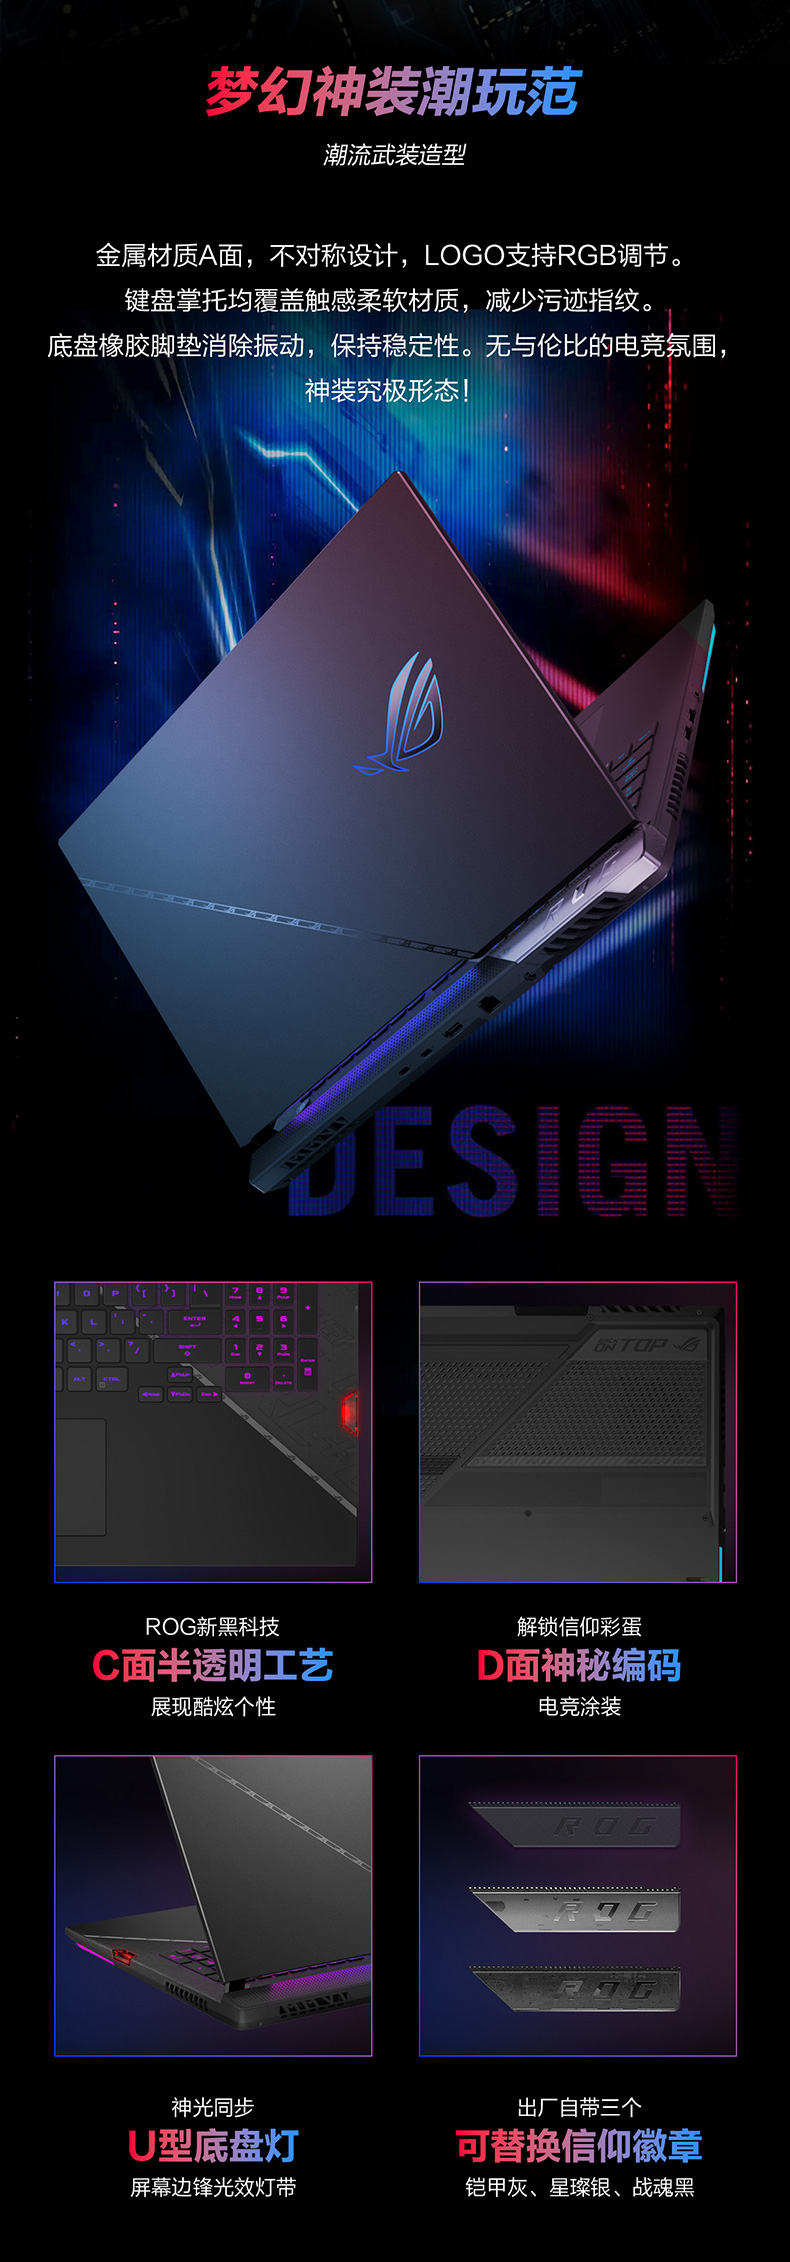 梦幻神装潮玩范
潮流武装造型
金属材质A面，不对称设计，LOGO支持RGB调节。
键盘掌托均覆盖触感柔软材质，减少污迹指纹。
底盘橡胶脚垫消除振动，保持稳定性。无与伦比的电竞氛围，
神装究极形态！
DESIGN
ON TOP
ROG新黑科技
C面半透明工艺
展现酷炫个性
解锁信仰彩蛋
D面神秘编码
电竞涂装
ROG
ROG
ROG
神光同步
U型底盘灯
屏幕边锋光效灯带
出厂自带三个
可替换信仰徽章
铠甲灰、星璨银、战魂黑